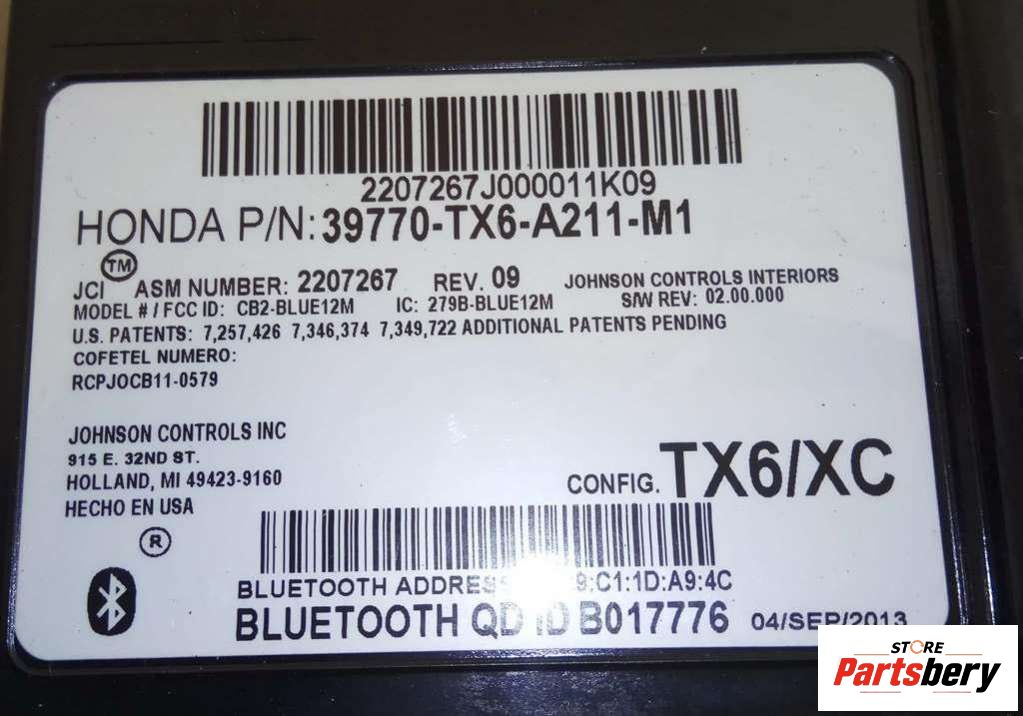 2207267J000011K09
HONDA P/N: 39770-TX6-A211-M1
TM
JCI ASM NUMBER: 2207267 REV. 09 JOHNSON CONTROLS INTERIORS
MODEL # / FCC ID: CB2-BLUE12M IC: 279B-BLUE12M S/W REV: 02.00.000
U.S. PATENTS: 7,257,426 7,346,374 7,349,722 ADDITIONAL PATENTS PENDING
COFETEL NUMERO:
RCPJOCB11-0579
JOHNSON CONTROLS INC
915 E. 32ND ST.
HOLLAND, MI 49423-9160
HECHO EN USA
CONFIG. TX6/XC
R
BLUETOOTH ADDRESS 9:C1:1D:A9:4C
BLUETOOTH QD ID B017776 04/SEP/2013
STORE
Partsbery